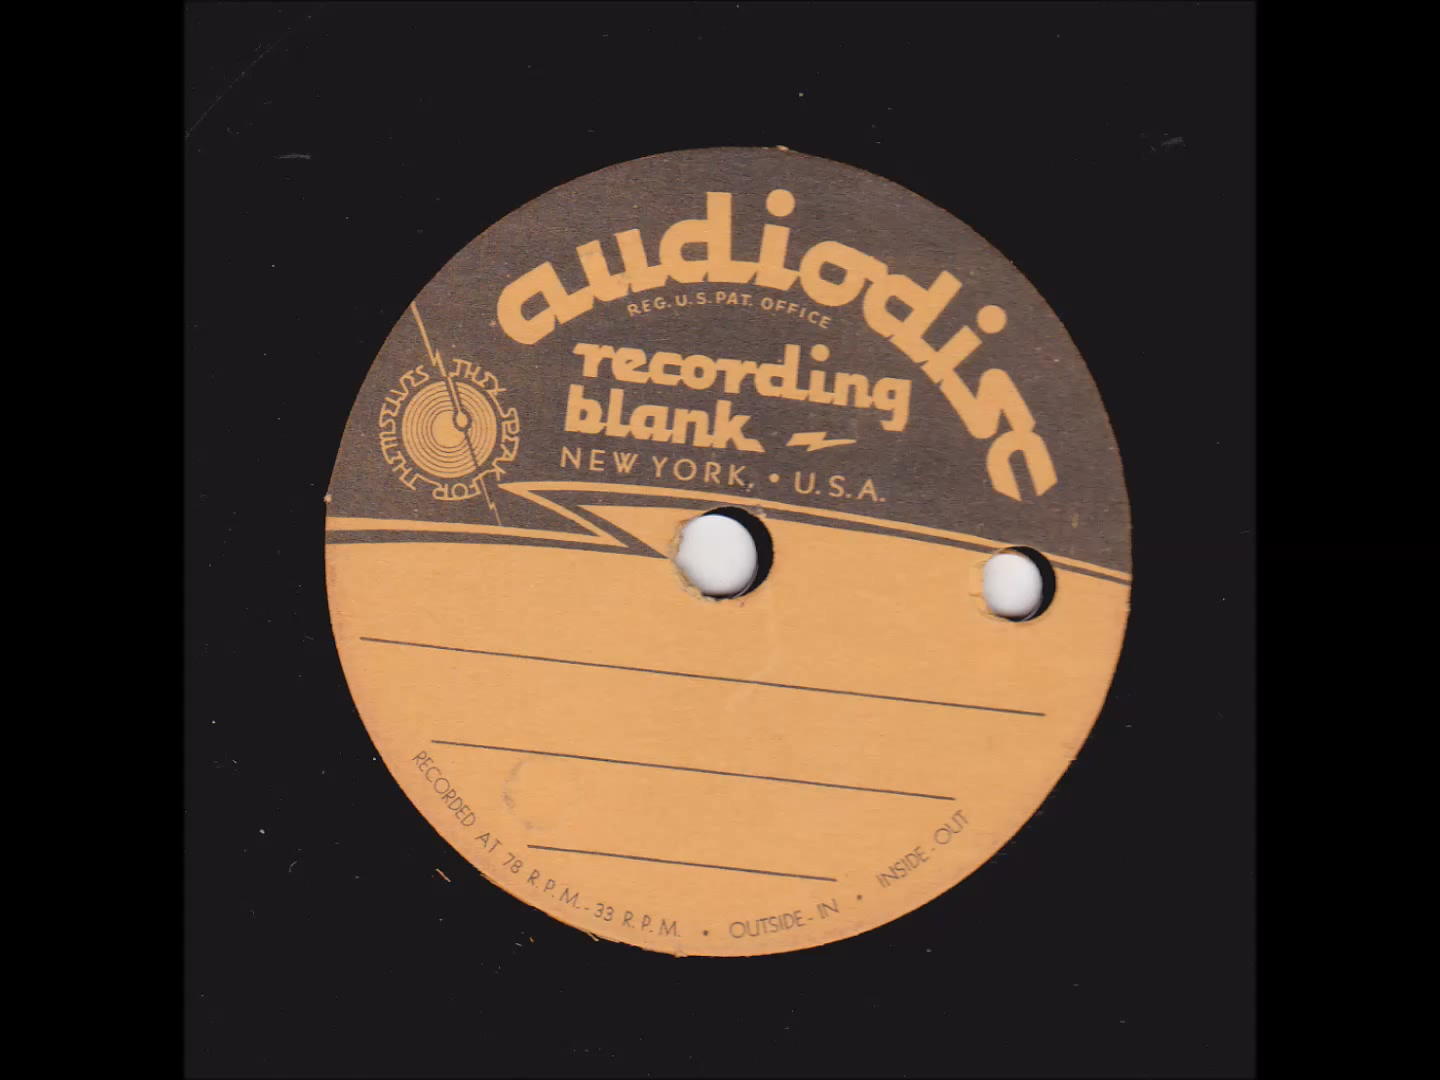 audiodisc
REG. U.S. PAT. OFFICE
recording
blank
NEW YORK, • U.S.A.
THEY SPEAK FOR THEMSELVES
RECORDED AT 78 R.P.M. - 33 R.P.M. • OUTSIDE - IN • INSIDE - OUT